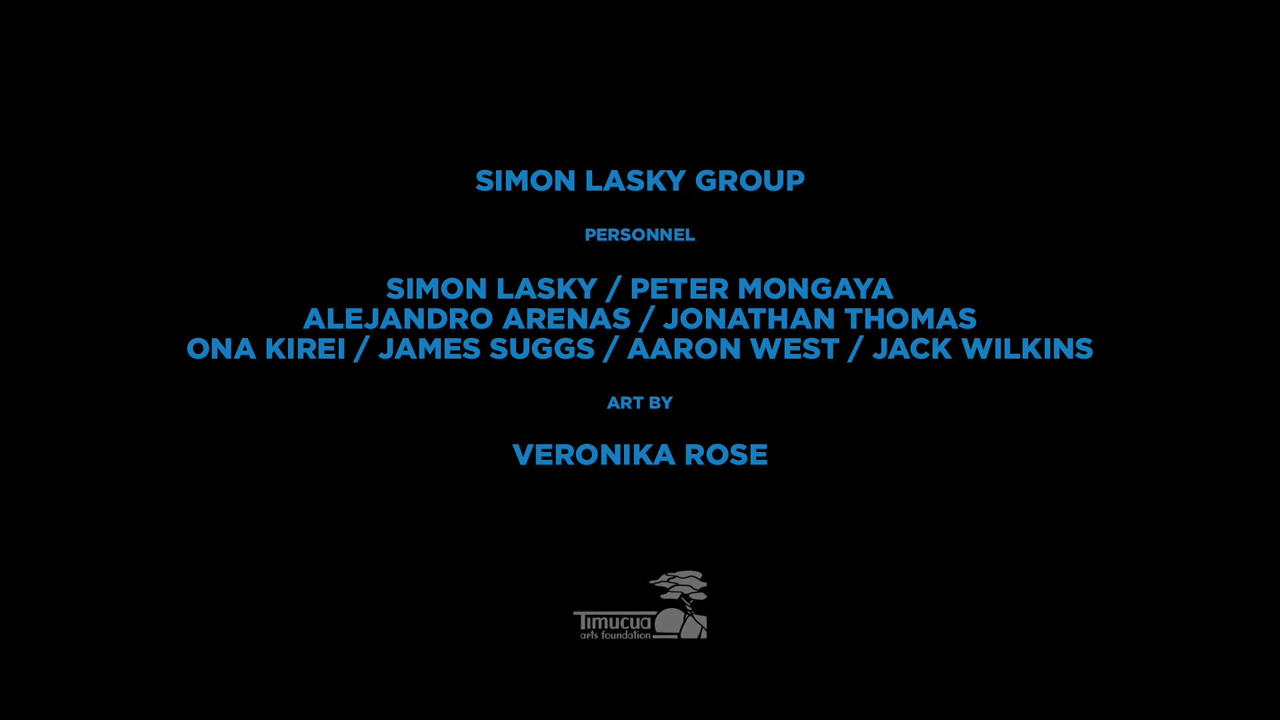 SIMON LASKY GROUP
PERSONNEL
SIMON LASKY / PETER MONGAYA
ALEJANDRO ARENAS / JONATHAN THOMAS
ONA KIREI / JAMES SUGGS / AARON WEST / JACK WILKINS
ART BY
VERONIKA ROSE
Timucua
arts foundation